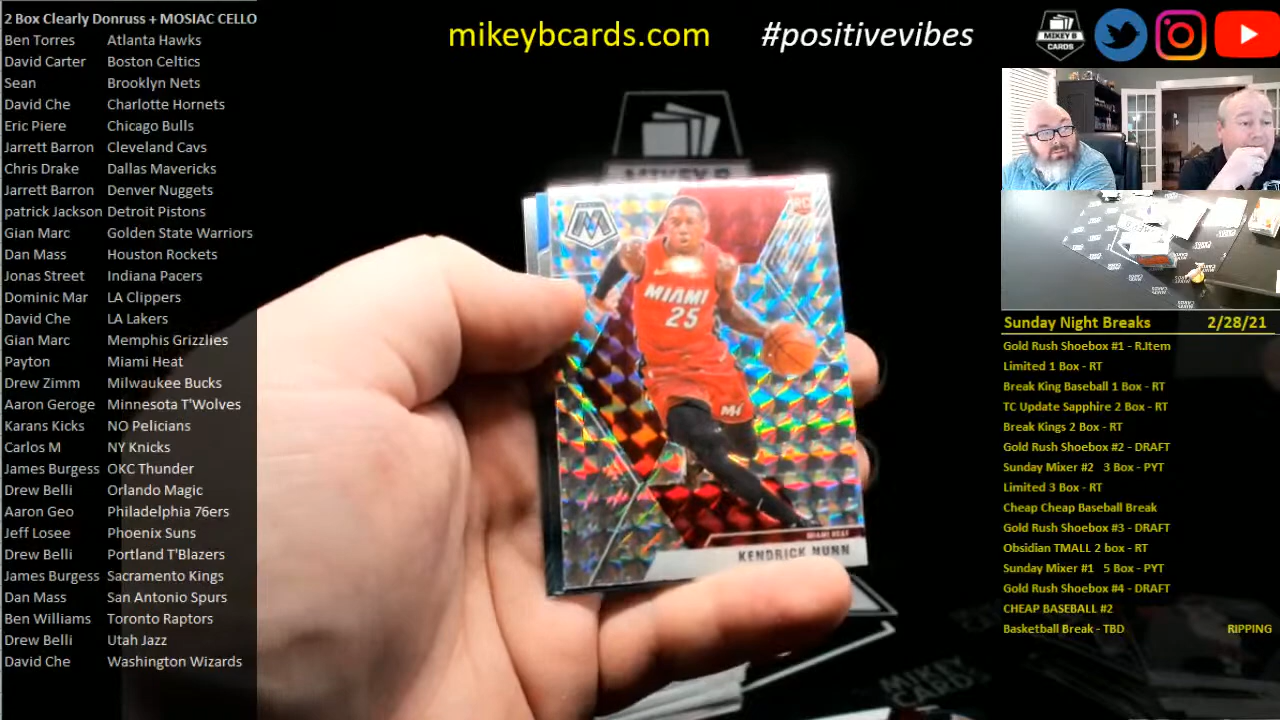 2 Box Clearly Donruss + MOSIAC CELLO
Ben Torres Atlanta Hawks
David Carter Boston Celtics
Sean Brooklyn Nets
David Che Charlotte Hornets
Eric Piere Chicago Bulls
Jarrett Barron Cleveland Cavs
Chris Drake Dallas Mavericks
Jarrett Barron Denver Nuggets
patrick Jackson Detroit Pistons
Gian Marc Golden State Warriors
Dan Mass Houston Rockets
Jonas Street Indiana Pacers
Dominic Mar LA Clippers
David Che LA Lakers
Gian Marc Memphis Grizzlies
Payton Miami Heat
Drew Zimm Milwaukee Bucks
Aaron Geroge Minnesota T'Wolves
Karans Kicks NO Pelicians
Carlos M NY Knicks
James Burgess OKC Thunder
Drew Belli Orlando Magic
Aaron Geo Philadelphia 76ers
Jeff Losee Phoenix Suns
Drew Belli Portland T'Blazers
James Burgess Sacramento Kings
Dan Mass San Antonio Spurs
Ben Williams Toronto Raptors
Drew Belli Utah Jazz
David Che Washington Wizards
mikeybcards.com #positivevibes
MIKEY B
CARDS
MIKEY B
M
RC
MIAMI
25
MIAMI HEAT
KENDRICK NUNN
MIKEY
CARDS
Sunday Night Breaks 2/28/21
Gold Rush Shoebox #1 - R.Item
Limited 1 Box - RT
Break King Baseball 1 Box - RT
TC Update Sapphire 2 Box - RT
Break Kings 2 Box - RT
Gold Rush Shoebox #2 - DRAFT
Sunday Mixer #2 3 Box - PYT
Limited 3 Box - RT
Cheap Cheap Baseball Break
Gold Rush Shoebox #3 - DRAFT
Obsidian TMALL 2 box - RT
Sunday Mixer #1 5 Box - PYT
Gold Rush Shoebox #4 - DRAFT
CHEAP BASEBALL #2
Basketball Break - TBD RIPPING